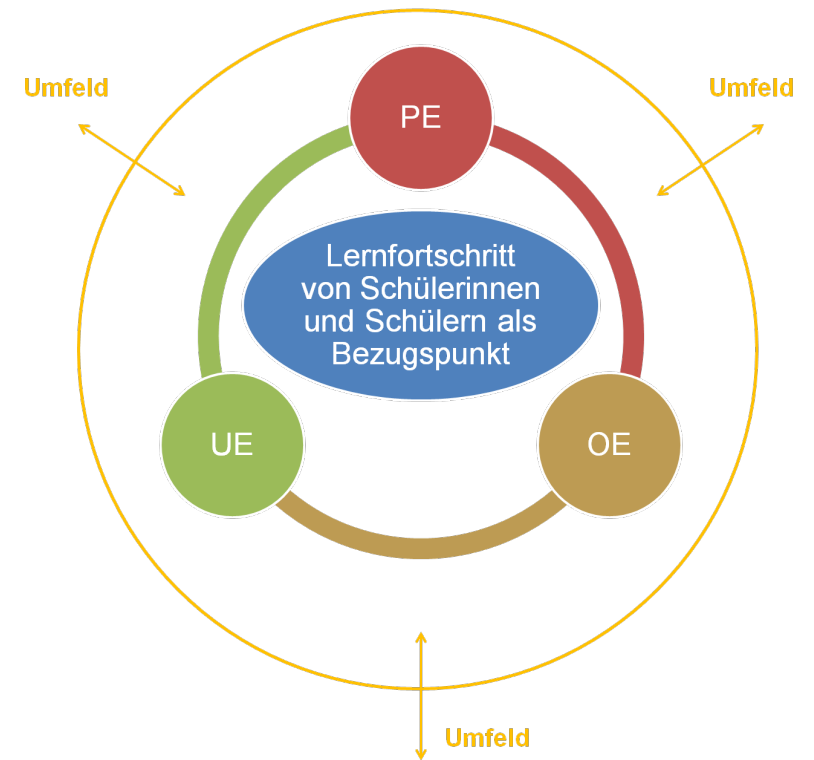 Umfeld
Umfeld
PE
Lernfortschritt
von Schülerinnen
und Schülern als
Bezugspunkt
UE
OE
Umfeld